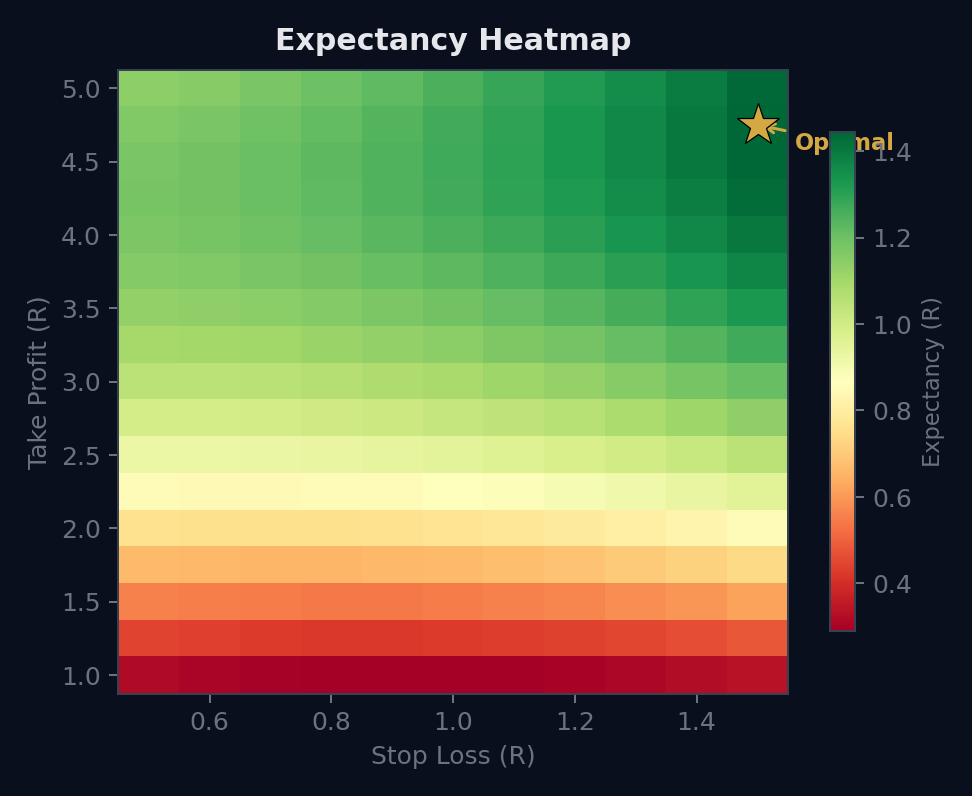 Expectancy Heatmap
Take Profit (R)
5.0
4.5
4.0
3.5
3.0
2.5
2.0
1.5
1.0
0.6 0.8 1.0 1.2 1.4
Stop Loss (R)
Optimal
1.4
1.2
1.0
0.8
0.6
0.4
Expectancy (R)